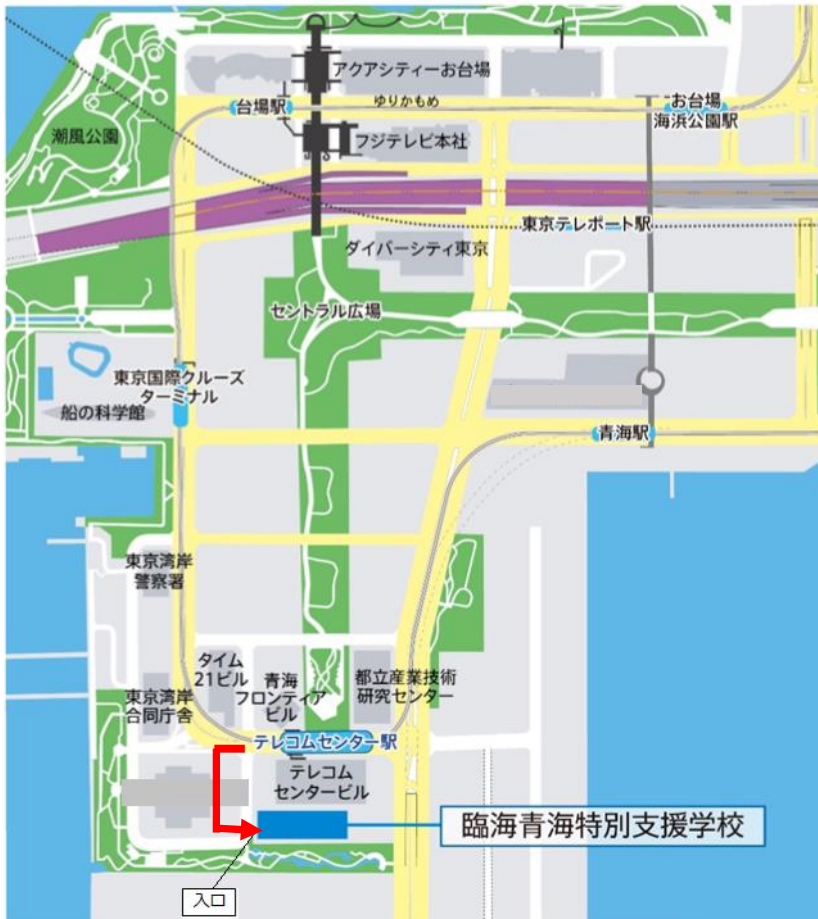 アクアシティーお台場
台場駅
ゆりかもめ
お台場
海浜公園駅
潮風公園
フジテレビ本社
東京テレポート駅
ダイバーシティ東京
セントラル広場
東京国際クルーズ
ターミナル
船の科学館
青海駅
東京湾岸
警察署
タイム
21ビル
青海
フロンティア
ビル
都立産業技術
研究センター
東京湾岸
合同庁舎
テレコムセンター駅
テレコム
センタービル
臨海青海特別支援学校
入口